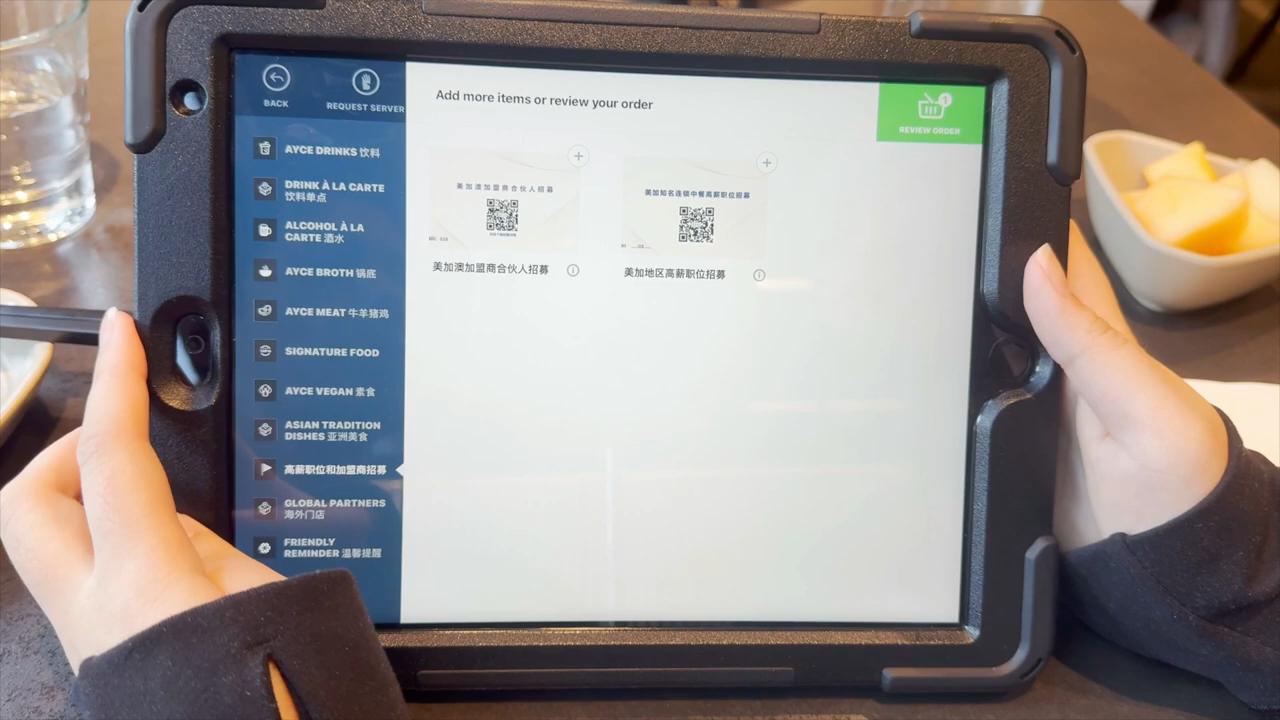 BACK
REQUEST SERVER
AYCE DRINKS 饮料
DRINK À LA CARTE
饮料单点
ALCOHOL À LA
CARTE 酒水
AYCE BROTH 锅底
AYCE MEAT 牛羊猪鸡
SIGNATURE FOOD
AYCE VEGAN 素食
ASIAN TRADITION
DISHES 亚洲美食
高薪职位和加盟商招募
GLOBAL PARTNERS
海外门店
FRIENDLY
REMINDER 温馨提醒
Add more items or review your order
1
REVIEW ORDER
美加澳加盟商合伙人招募
美加澳加盟商合伙人招募
美加知名连锁中餐高薪职位招募
美加地区高薪职位招募